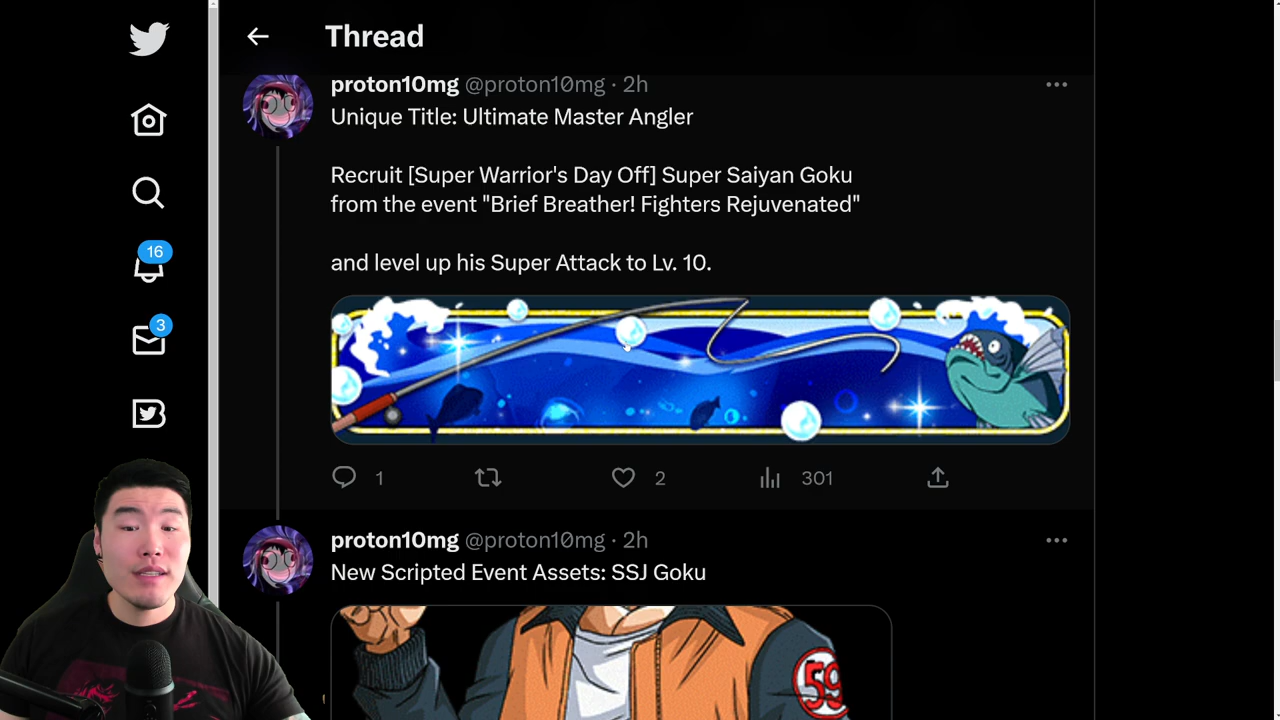 Thread
proton10mg @proton10mg · 2h
Unique Title: Ultimate Master Angler
Recruit [Super Warrior's Day Off] Super Saiyan Goku
from the event "Brief Breather! Fighters Rejuvenated"
and level up his Super Attack to Lv. 10.
16
3
1
2
301
proton10mg @proton10mg · 2h
New Scripted Event Assets: SSJ Goku
59